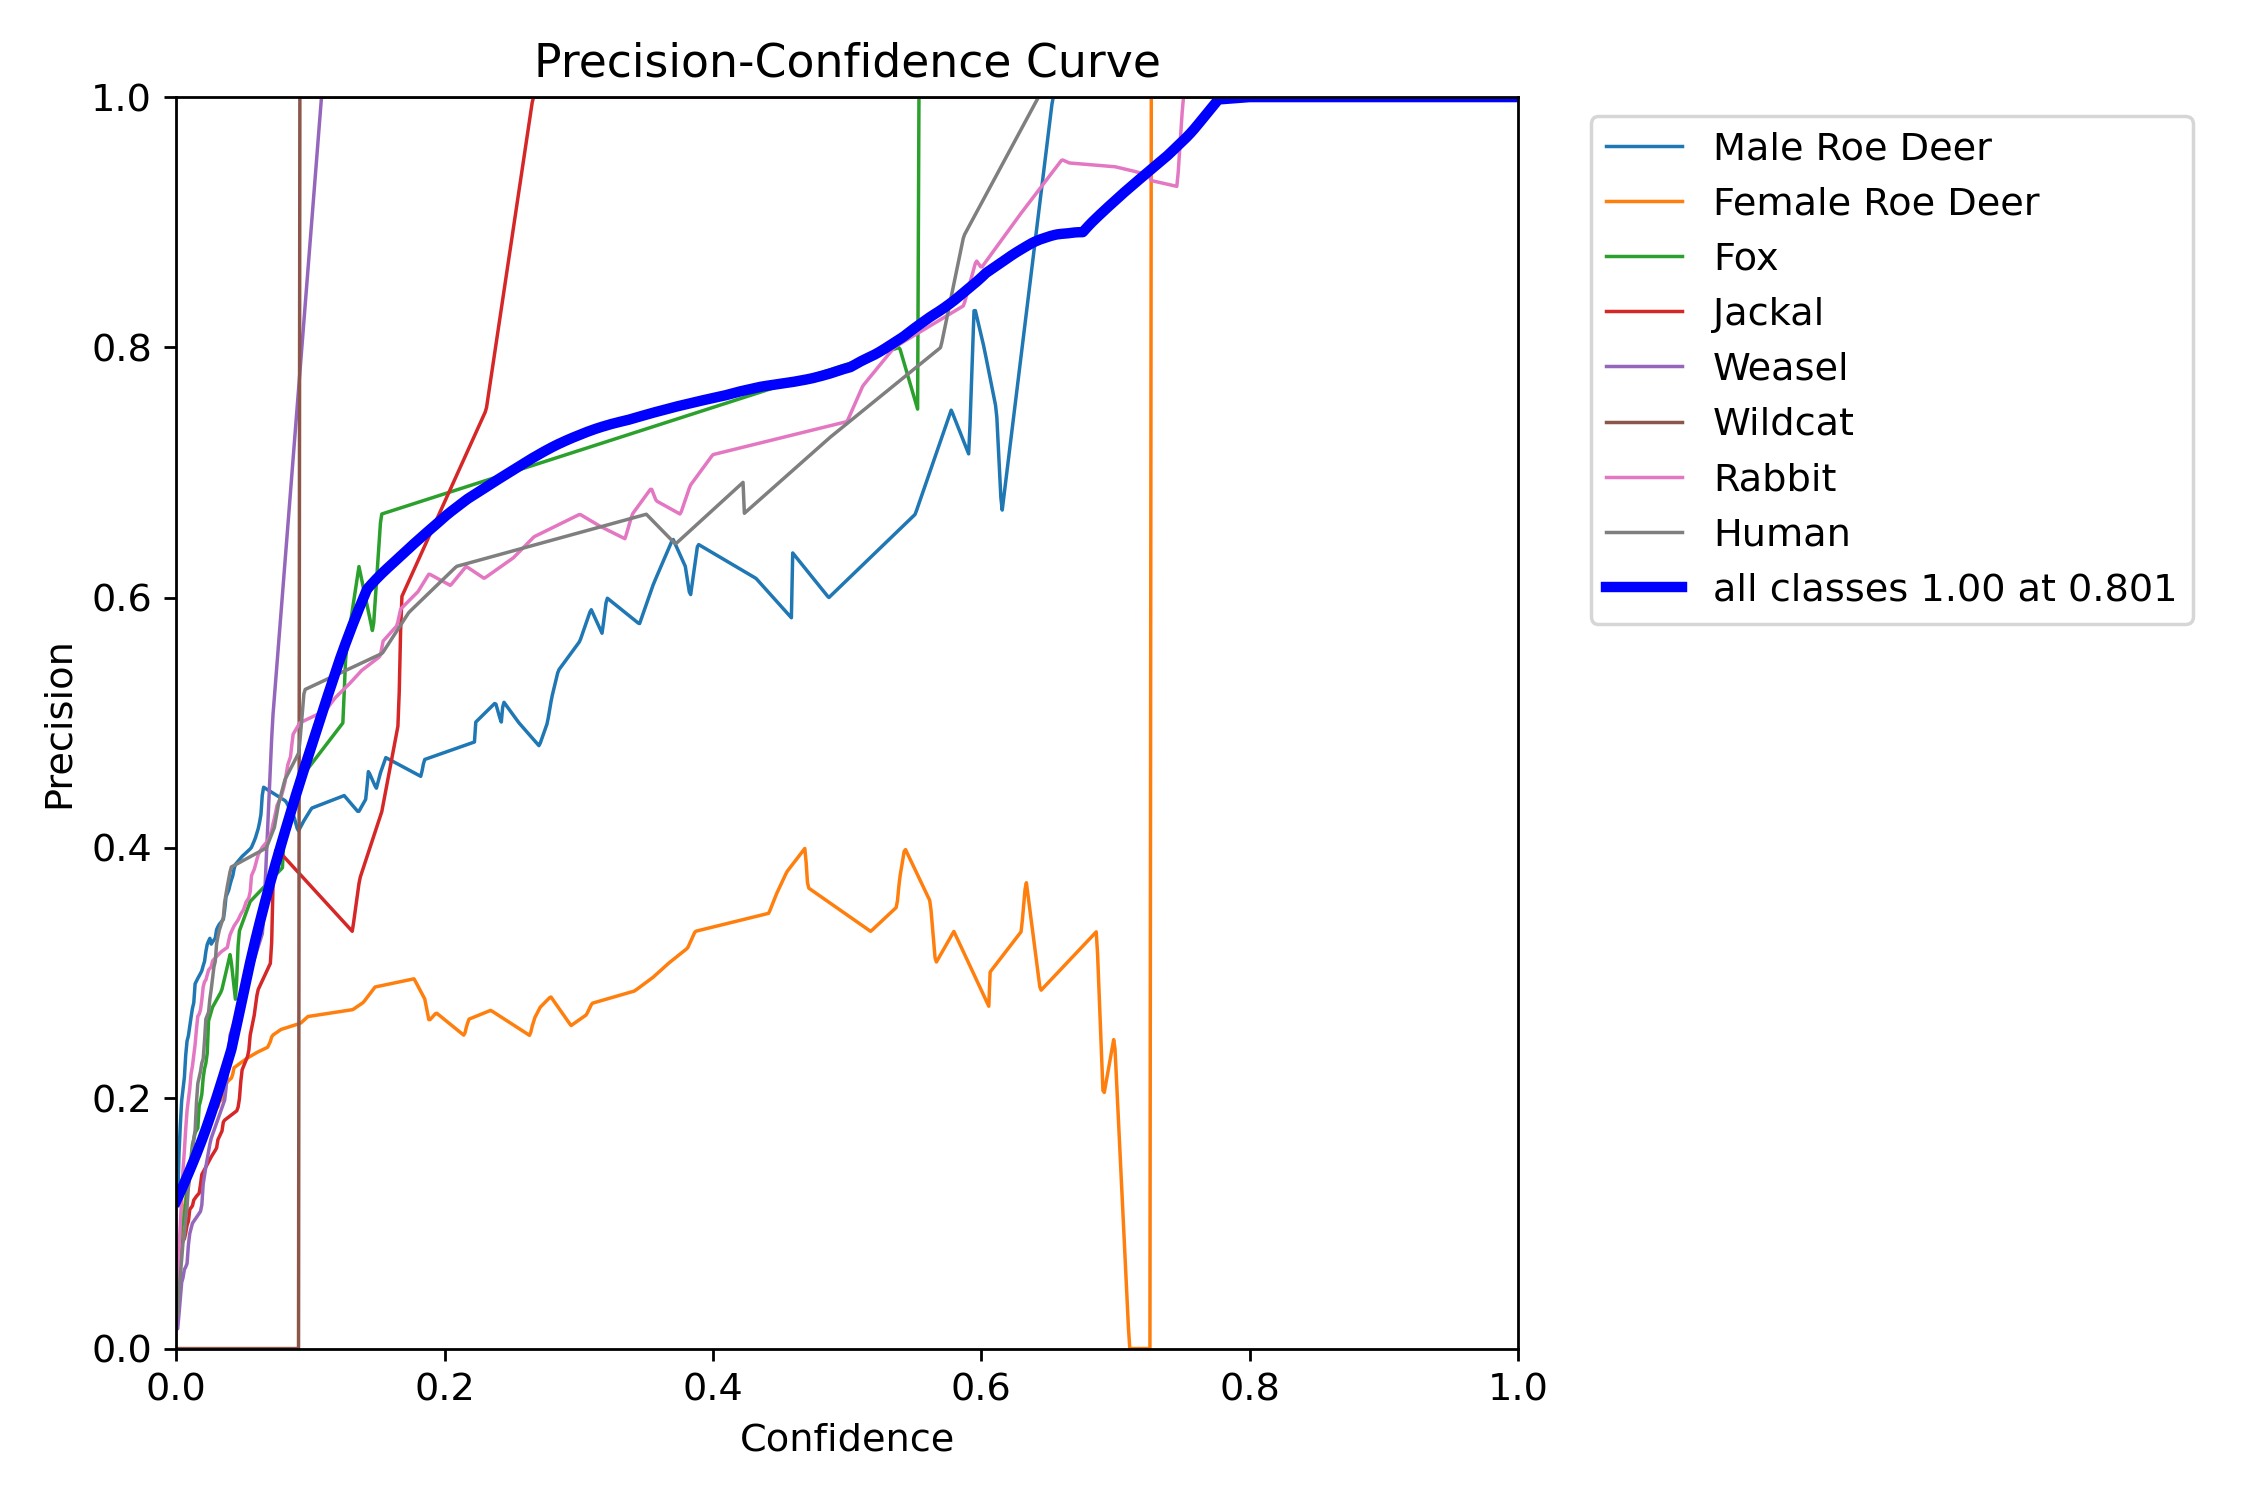 Precision-Confidence Curve
1.0
0.8
0.6
0.4
0.2
0.0
Precision
0.0 0.2 0.4 0.6 0.8 1.0
Confidence
Male Roe Deer
Female Roe Deer
Fox
Jackal
Weasel
Wildcat
Rabbit
Human
all classes 1.00 at 0.801